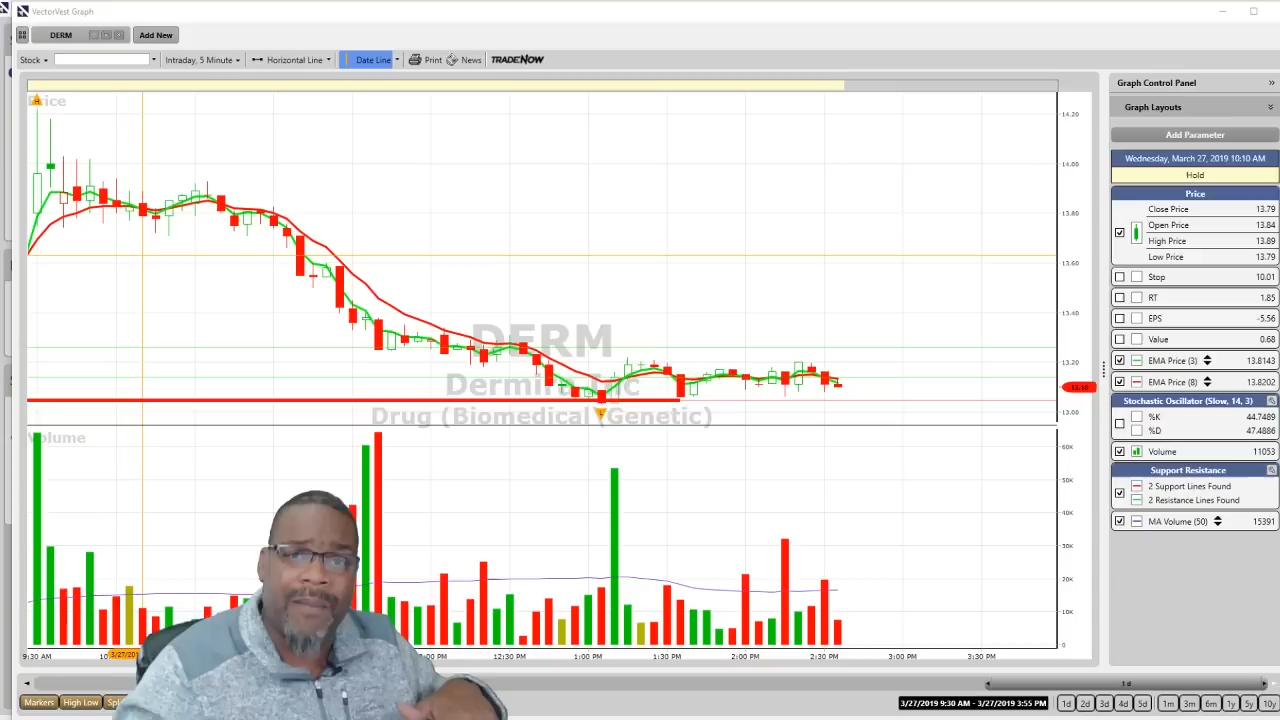 VectorVest Graph
DERM
Add New
Stock
Intraday, 5 Minute
Horizontal Line
Date Line
Print
News
TRADENOW
Price
14.20
14.00
13.80
13.60
13.40
13.20
13.10
13.00
DERM
Drug (Biomedical (Genetic)
Volume
60K
50K
40K
30K
20K
10K
0
9:30 AM
3/27/201
12:30 PM
1:00 PM
1:30 PM
2:00 PM
2:30 PM
3:00 PM
3:30 PM
1 d
Markers
High Low
3/27/2019 9:30 AM - 3/27/2019 3:55 PM
1d 2d 3d 4d 5d 1m 3m 6m 1y 5y 10y
Graph Control Panel
Graph Layouts
Add Parameter
Wednesday, March 27, 2019 10:10 AM
Hold
Price
Close Price 13.79
Open Price 13.84
High Price 13.89
Low Price 13.79
Stop 10.01
RT 1.85
EPS -5.56
Value 0.68
EMA Price (3) 13.8143
EMA Price (8) 13.8202
Stochastic Oscillator (Slow, 14, 3)
%K 44.7489
%D 47.4886
Volume 11053
Support Resistance
2 Support Lines Found
2 Resistance Lines Found
MA Volume (50) 15391